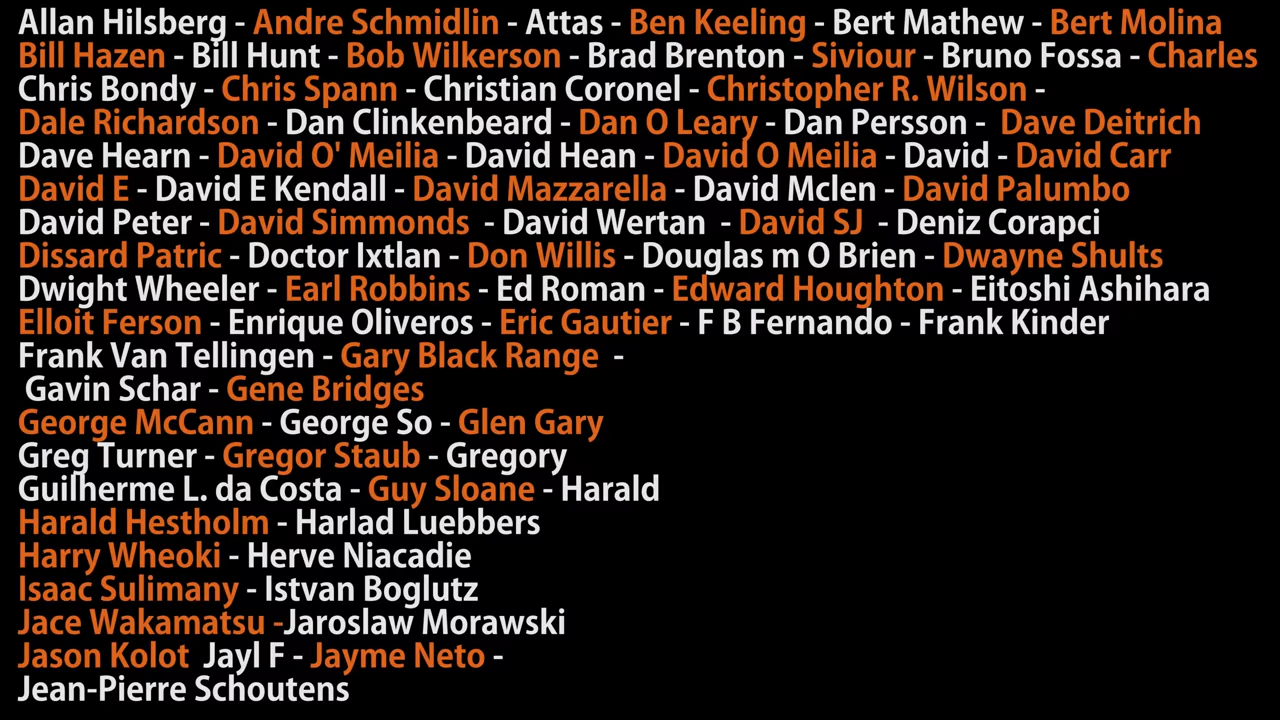 Allan Hilsberg - Andre Schmidlin - Attas - Ben Keeling - Bert Mathew - Bert Molina
Bill Hazen - Bill Hunt - Bob Wilkerson - Brad Brenton - Siviour - Bruno Fossa - Charles
Chris Bondy - Chris Spann - Christian Coronel - Christopher R. Wilson -
Dale Richardson - Dan Clinkenbeard - Dan O Leary - Dan Persson - Dave Deitrich
Dave Hearn - David O' Meilia - David Hean - David O Meilia - David - David Carr
David E - David E Kendall - David Mazzarella - David Mclen - David Palumbo
David Peter - David Simmonds - David Wertan - David SJ - Deniz Corapci
Dissard Patric - Doctor Ixtlan - Don Willis - Douglas m O Brien - Dwayne Shults
Dwight Wheeler - Earl Robbins - Ed Roman - Edward Houghton - Eitoshi Ashihara
Elloit Ferson - Enrique Oliveros - Eric Gautier - F B Fernando - Frank Kinder
Frank Van Tellingen - Gary Black Range -
Gavin Schar - Gene Bridges
George McCann - George So - Glen Gary
Greg Turner - Gregor Staub - Gregory
Guilherme L. da Costa - Guy Sloane - Harald
Harald Hestholm - Harlad Luebbers
Harry Wheoki - Herve Niacadie
Isaac Sulimany - Istvan Boglutz
Jace Wakamatsu -Jaroslaw Morawski
Jason Kolot Jayl F - Jayme Neto -
Jean-Pierre Schoutens